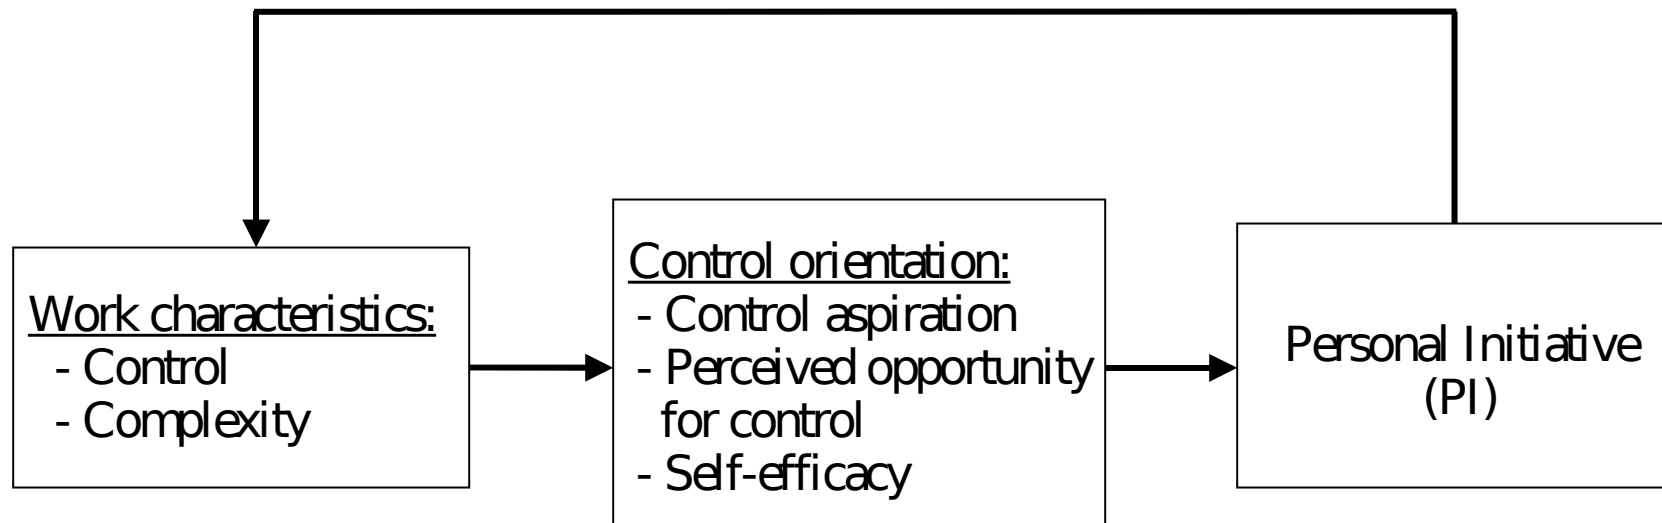 Work characteristics:
- Control
- Complexity
Control orientation:
- Control aspiration
- Perceived opportunity
for control
- Self-efficacy
Personal Initiative
(PI)